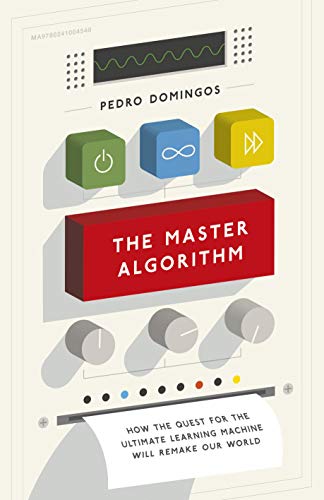 MA9780241004548
PEDRO DOMINGOS
THE MASTER
ALGORITHM
HOW THE QUEST FOR THE
ULTIMATE LEARNING MACHINE
WILL REMAKE OUR WORLD